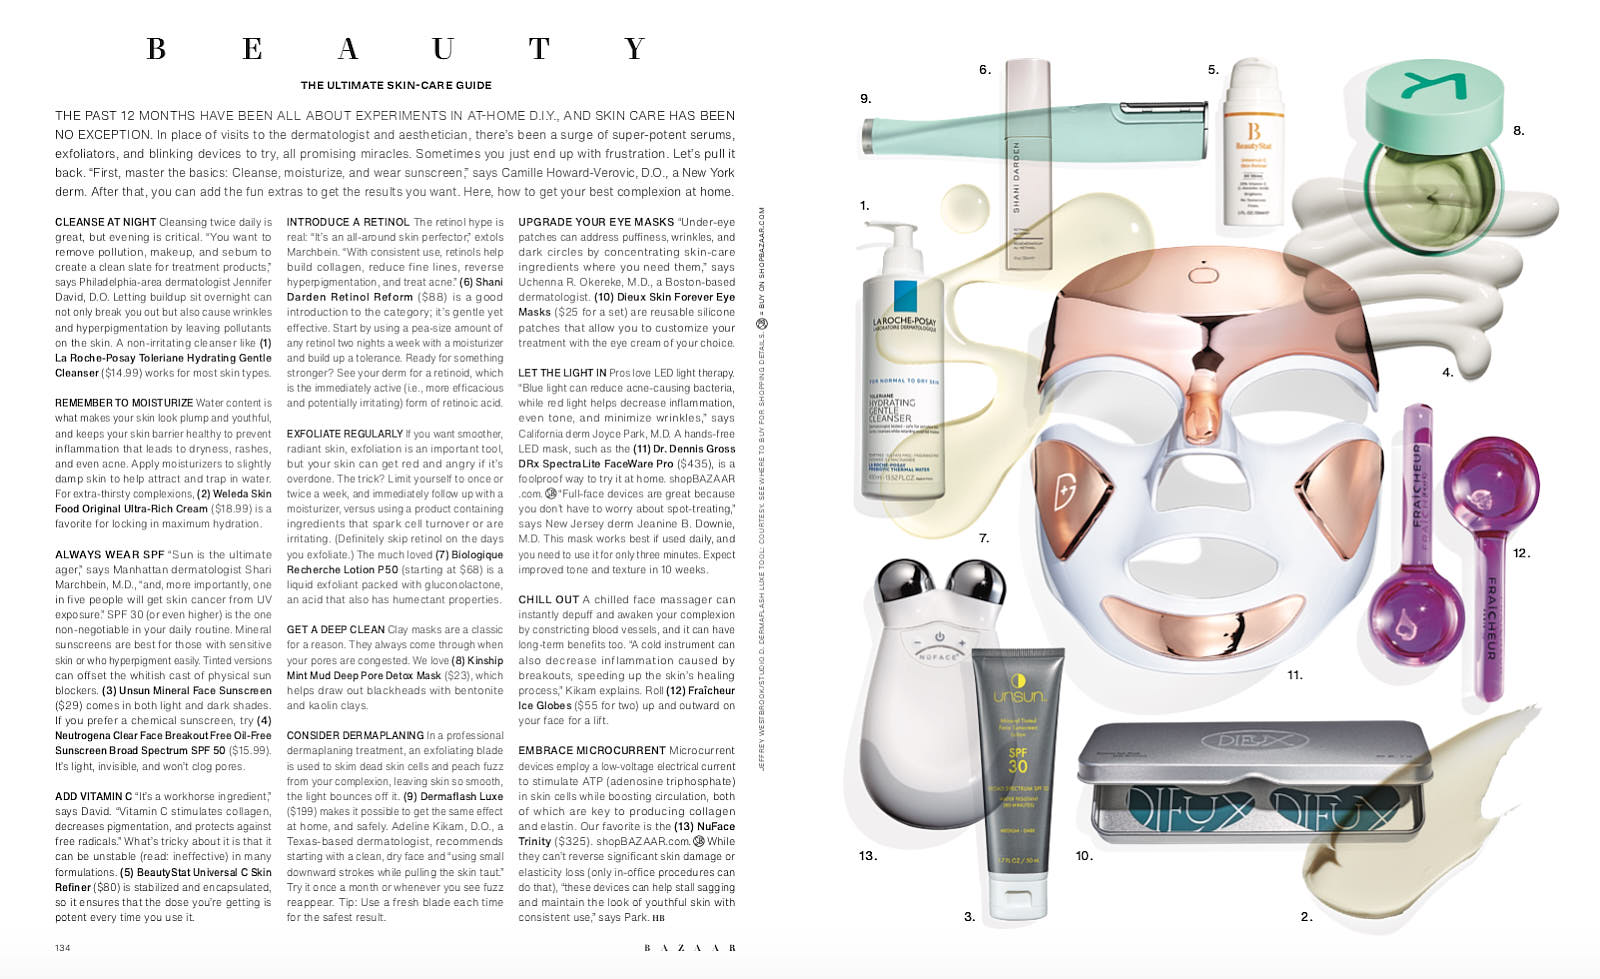 BEAUTY
THE ULTIMATE SKIN-CARE GUIDE
THE PAST 12 MONTHS HAVE BEEN ALL ABOUT EXPERIMENTS IN AT-HOME D.I.Y., AND SKIN CARE HAS BEEN
NO EXCEPTION. In place of visits to the dermatologist and aesthetician, there's been a surge of super-potent serums,
exfoliators, and blinking devices to try, all promising miracles. Sometimes you just end up with frustration. Let's pull it
back. “First, master the basics: Cleanse, moisturize, and wear sunscreen,” says Camille Howard-Verovic, D.O., a New York
derm. After that, you can add the fun extras to get the results you want. Here, how to get your best complexion at home.
CLEANSE AT NIGHT Cleansing twice daily is
great, but evening is critical. “You want to
remove pollution, makeup, and sebum to
create a clean slate for treatment products,”
says Philadelphia-area dermatologist Jennifer
David, D.O. Letting buildup sit overnight can
not only break you out but also cause wrinkles
and hyperpigmentation by leaving pollutants
on the skin. A non-irritating cleanser like (1)
La Roche-Posay Toleriane Hydrating Gentle
Cleanser ($14.99) works for most skin types.
REMEMBER TO MOISTURIZE Water content is
what makes your skin look plump and youthful,
and keeps your skin barrier healthy to prevent
inflammation that leads to dryness, rashes,
and even acne. Apply moisturizers to slightly
damp skin to help attract and trap in water.
For extra-thirsty complexions, (2) Weleda Skin
Food Original Ultra-Rich Cream ($18.99) is a
favorite for locking in maximum hydration.
ALWAYS WEAR SPF “Sun is the ultimate
ager,” says Manhattan dermatologist Shari
Marchbein, M.D., “and, more importantly, one
in five people will get skin cancer from UV
exposure.” SPF 30 (or even higher) is the one
non-negotiable in your daily routine. Mineral
sunscreens are best for those with sensitive
skin or who hyperpigment easily. Tinted versions
can offset the whitish cast of physical sun
blockers. (3) Unsun Mineral Face Sunscreen
($29) comes in both light and dark shades.
If you prefer a chemical sunscreen, try (4)
Neutrogena Clear Face Breakout Free Oil-Free
Sunscreen Broad Spectrum SPF 50 ($15.99).
It's light, invisible, and won't clog pores.
ADD VITAMIN C “It's a workhorse ingredient,”
says David. “Vitamin C stimulates collagen,
decreases pigmentation, and protects against
free radicals.” What's tricky about it is that it
can be unstable (read: ineffective) in many
formulations. (5) BeautyStat Universal C Skin
Refiner ($80) is stabilized and encapsulated,
so it ensures that the dose you're getting is
potent every time you use it.
INTRODUCE A RETINOL The retinol hype is
real: “It's an all-around skin perfector,” extols
Marchbein. “With consistent use, retinols help
build collagen, reduce fine lines, reverse
hyperpigmentation, and treat acne.” (6) Shani
Darden Retinol Reform ($88) is a good
introduction to the category; it's gentle yet
effective. Start by using a pea-size amount of
any retinol two nights a week with a moisturizer
and build up a tolerance. Ready for something
stronger? See your derm for a retinoid, which
is the immediately active (i.e., more efficacious
and potentially irritating) form of retinoic acid.
EXFOLIATE REGULARLY If you want smoother,
radiant skin, exfoliation is an important tool,
but your skin can get red and angry if it's
overdone. The trick? Limit yourself to once or
twice a week, and immediately follow up with a
moisturizer, versus using a product containing
ingredients that spark cell turnover or are
irritating. (Definitely skip retinol on the days
you exfoliate.) The much loved (7) Biologique
Recherche Lotion P50 (starting at $68) is a
liquid exfoliant packed with gluconolactone,
an acid that also has humectant properties.
GET A DEEP CLEAN Clay masks are a classic
for a reason. They always come through when
your pores are congested. We love (8) Kinship
Mint Mud Deep Pore Detox Mask ($23), which
helps draw out blackheads with bentonite
and kaolin clays.
CONSIDER DERMAPLANING In a professional
dermaplaning treatment, an exfoliating blade
is used to skim dead skin cells and peach fuzz
from your complexion, leaving skin so smooth,
the light bounces off it. (9) Dermaflash Luxe
($199) makes it possible to get the same effect
at home, and safely. Adeline Kikam, D.O., a
Texas-based dermatologist, recommends
starting with a clean, dry face and “using small
downward strokes while pulling the skin taut.”
Try it once a month or whenever you see fuzz
reappear. Tip: Use a fresh blade each time
for the safest result.
UPGRADE YOUR EYE MASKS “Under-eye
patches can address puffiness, wrinkles, and
dark circles by concentrating skin-care
ingredients where you need them,” says
Uchenna R. Okereke, M.D., a Boston-based
dermatologist. (10) Dieux Skin Forever Eye
Masks ($25 for a set) are reusable silicone
patches that allow you to customize your
treatment with the eye cream of your choice.
LET THE LIGHT IN Pros love LED light therapy.
“Blue light can reduce acne-causing bacteria,
while red light helps decrease inflammation,
even tone, and minimize wrinkles,” says
California derm Joyce Park, M.D. A hands-free
LED mask, such as the (11) Dr. Dennis Gross
DRx SpectraLite FaceWare Pro ($435), is a
foolproof way to try it at home. shopBAZAAR
.com. “Full-face devices are great because
you don't have to worry about spot-treating,”
says New Jersey derm Jeanine B. Downie,
M.D. This mask works best if used daily, and
you need to use it for only three minutes. Expect
improved tone and texture in 10 weeks.
CHILL OUT A chilled face massager can
instantly depuff and awaken your complexion
by constricting blood vessels, and it can have
long-term benefits too. “A cold instrument can
also decrease inflammation caused by
breakouts, speeding up the skin's healing
process,” Kikam explains. Roll (12) Fraîcheur
Ice Globes ($55 for two) up and outward on
your face for a lift.
EMBRACE MICROCURRENT Microcurrent
devices employ a low-voltage electrical current
to stimulate ATP (adenosine triphosphate)
in skin cells while boosting circulation, both
of which are key to producing collagen
and elastin. Our favorite is the (13) NuFace
Trinity ($325). shopBAZAAR.com. While
they can't reverse significant skin damage or
elasticity loss (only in-office procedures can
do that), “these devices can help stall sagging
and maintain the look of youthful skin with
consistent use,” says Park. HB
JEFFREY WESTBROOK/STUDIO D. DERMAFLASH LUXE TOOL: COURTESY. SEE WHERE TO BUY FOR SHOPPING DETAILS. = BUY ON SHOPBAZAAR.COM
134
BAZAAR
6.
5.
9.
8.
1.
4.
7.
12.
11.
13.
10.
3.
2.
SHANI DARDEN
B
BeautyStat
Universal C
Skin Refiner
LA ROCHE-POSAY
LABORATOIRE DERMATOLOGIQUE
FOR NORMAL TO DRY SKIN
TOLERIANE
HYDRATING
GENTLE
CLEANSER
LA ROCHE-POSAY
PREBIOTIC THERMAL WATER
FRAÎCHEUR
FRAÎCHEUR
NUFACE
unsun
Mineral Tinted
Face Sunscreen
SPF
30
BROAD SPECTRUM SPF 30
WATER RESISTANT
(80 MINUTES)
MEDIUM - DARK
1.7 FL OZ / 50 mL
DIEUX
DIEUX
DIEUX